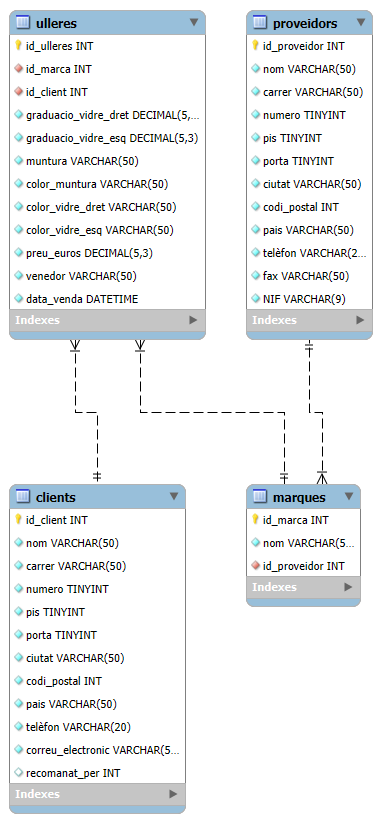 ulleres
id_ulleres INT
id_marca INT
id_client INT
graduacio_vidre_dret DECIMAL(5,...
graduacio_vidre_esq DECIMAL(5,3)
muntura VARCHAR(50)
color_muntura VARCHAR(50)
color_vidre_dret VARCHAR(50)
color_vidre_esq VARCHAR(50)
preu_euros DECIMAL(5,3)
venedor VARCHAR(50)
data_venda DATETIME
Indexes
proveidors
id_proveidor INT
nom VARCHAR(50)
carrer VARCHAR(50)
numero TINYINT
pis TINYINT
porta TINYINT
ciutat VARCHAR(50)
codi_postal INT
pais VARCHAR(50)
telèfon VARCHAR(2...
fax VARCHAR(50)
NIF VARCHAR(9)
Indexes
clients
id_client INT
nom VARCHAR(50)
carrer VARCHAR(50)
numero TINYINT
pis TINYINT
porta TINYINT
ciutat VARCHAR(50)
codi_postal INT
pais VARCHAR(50)
telèfon VARCHAR(20)
correu_electronic VARCHAR(5...
recomanat_per INT
Indexes
marques
id_marca INT
nom VARCHAR(5...
id_proveidor INT
Indexes